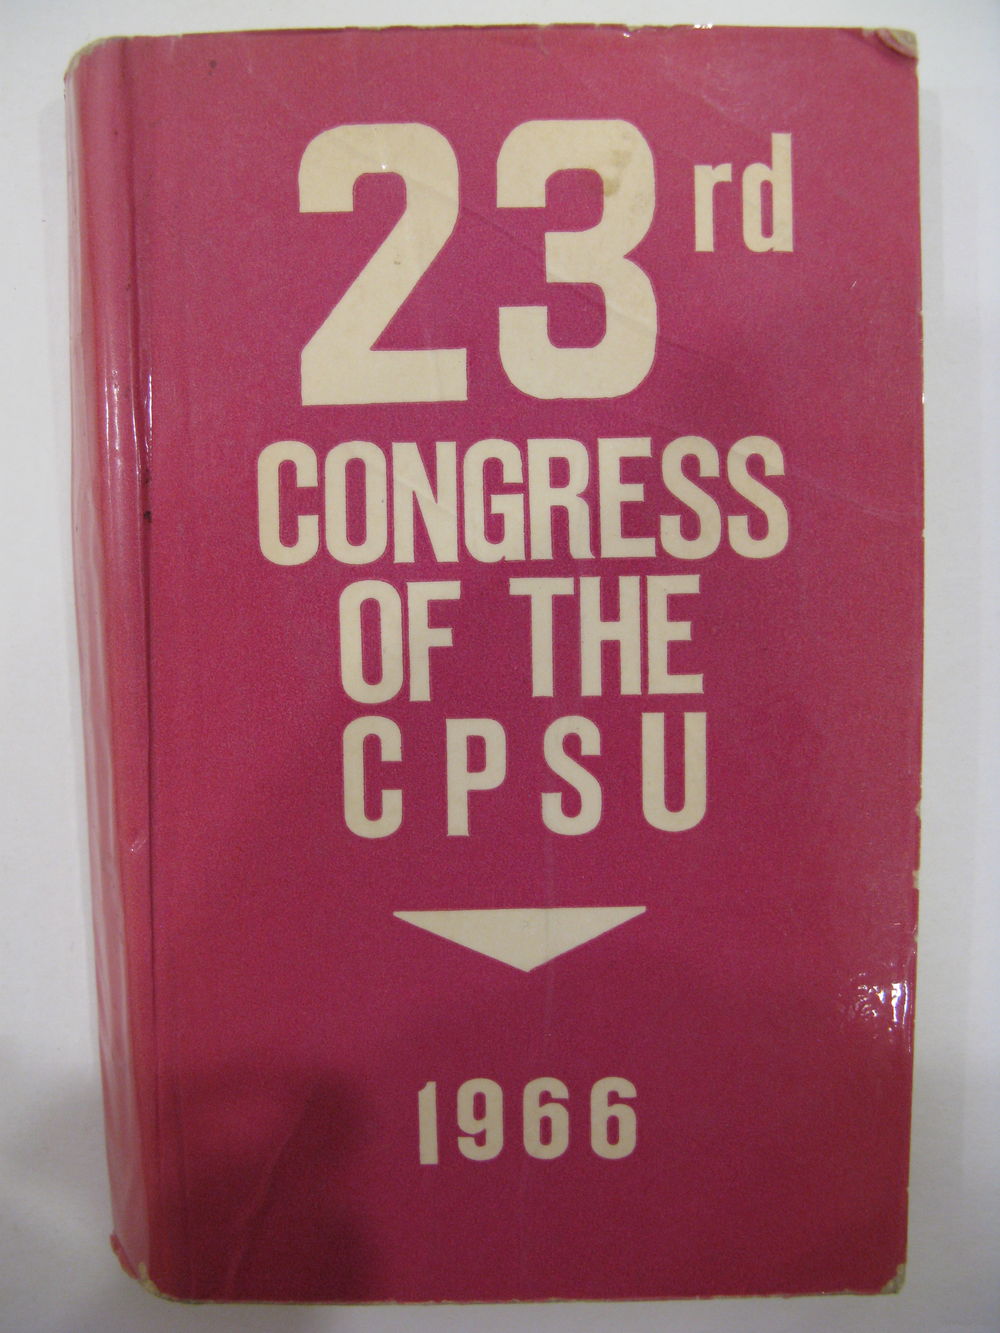 23rd
CONGRESS
OF THE
CPSU
1966